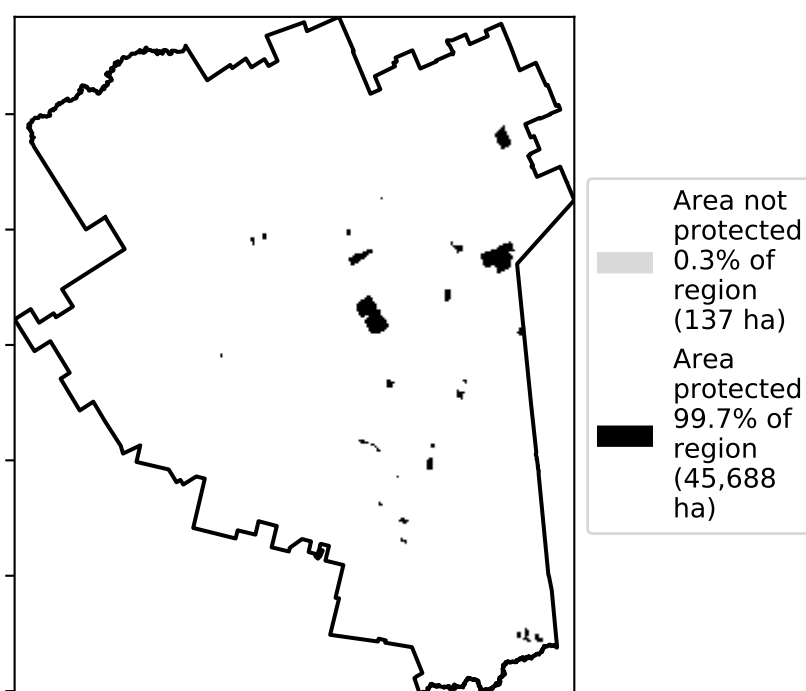 Area not
protected
0.3% of
region
(137 ha)
Area
protected
99.7% of
region
(45,688
ha)